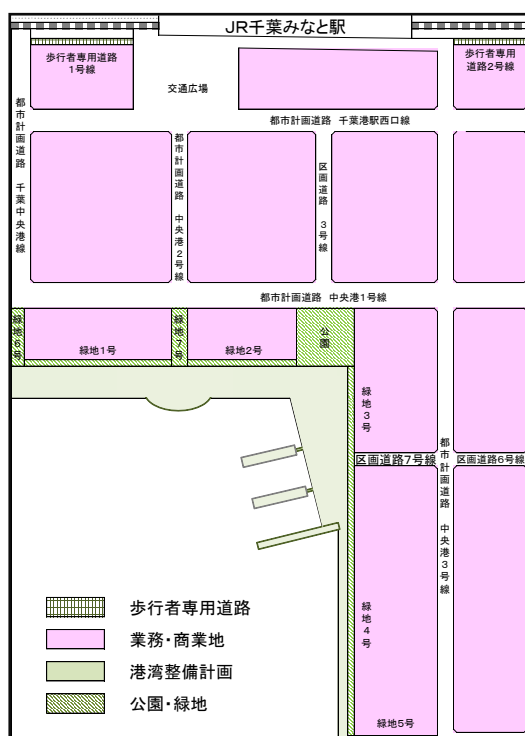 JR千葉みなと駅
歩行者専用道路
1号線
歩行者専用
道路2号線
交通広場
都市計画道路 千葉港駅西口線
都市計画道路 千葉中央港線
都市計画道路 中央港2号線
区画道路 3号線
都市計画道路 中央港1号線
緑地6号
緑地1号
緑地7号
緑地2号
公園
緑地3号
区画道路7号線
区画道路6号線
都市計画道路 中央港3号線
緑地4号
緑地5号
歩行者専用道路
業務・商業地
港湾整備計画
公園・緑地